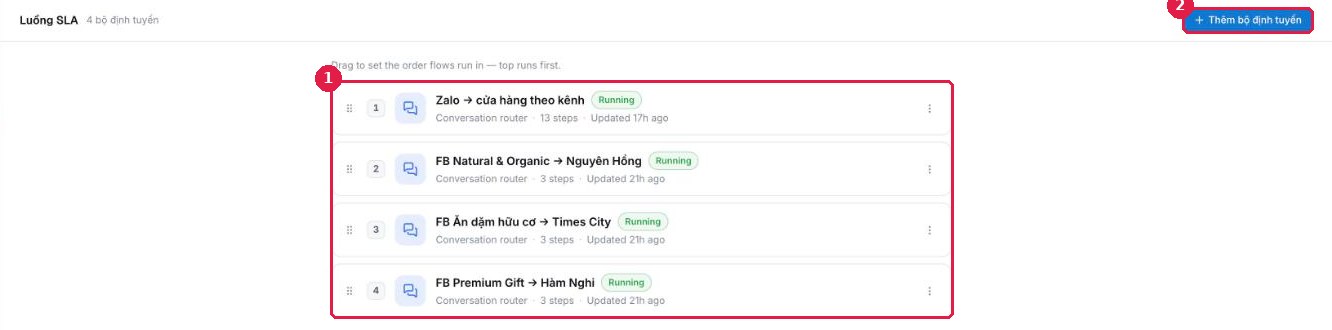 Luồng SLA 4 bộ định tuyến
2
+ Thêm bộ định tuyến
Drag to set the order flows run in — top runs first.
1
1 Zalo → cửa hàng theo kênh Running
Conversation router · 13 steps · Updated 17h ago
2 FB Natural & Organic → Nguyên Hồng Running
Conversation router · 3 steps · Updated 21h ago
3 FB Ăn dặm hữu cơ → Times City Running
Conversation router · 3 steps · Updated 21h ago
4 FB Premium Gift → Hàm Nghi Running
Conversation router · 3 steps · Updated 21h ago